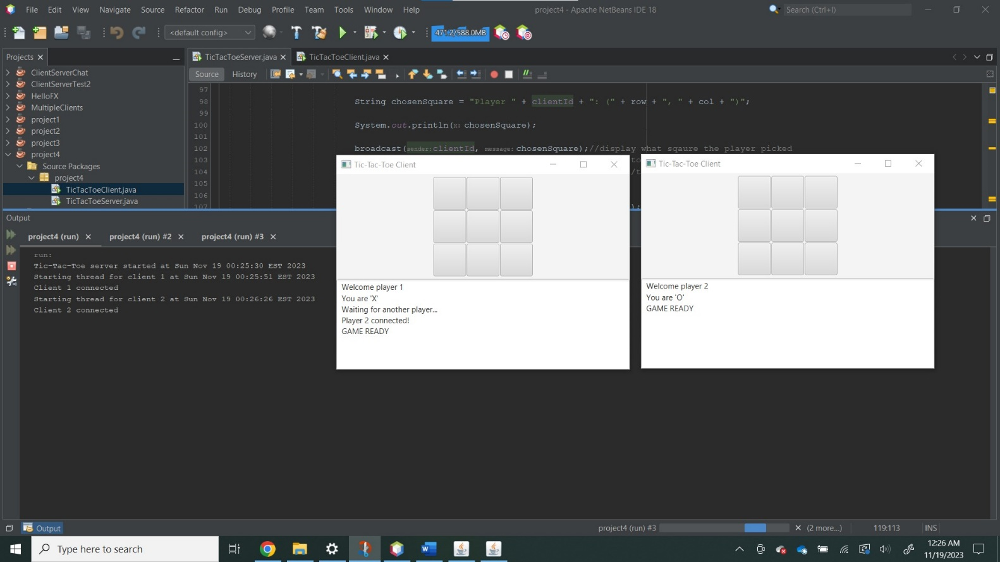 File Edit View Navigate Source Refactor Run Debug Profile Team Tools Window Help
project4 - Apache NetBeans IDE 18
Search (Ctrl+I)
<default config>
471.2/588.0MB
Projects
TicTacToeServer.java
TicTacToeClient.java
Source
History
ClientServerChat
ClientServerTest2
HelloFX
MultipleClients
project1
project2
project3
project4
Source Packages
project4
TicTacToeClient.java
TicTacToeServer.java
97
98 String chosenSquare = "Player " + clientId + ": (" + row + ", " + col + ")";
99
100 System.out.println(x: chosenSquare);
101
102 broadcast(sender: clientId, message: chosenSquare);//display what sqaure the player picked
103
104
105
106
107
Output
project4 (run)
project4 (run) #2
project4 (run) #3
run:
Tic-Tac-Toe server started at Sun Nov 19 00:25:30 EST 2023
Starting thread for client 1 at Sun Nov 19 00:25:51 EST 2023
Client 1 connected
Starting thread for client 2 at Sun Nov 19 00:26:26 EST 2023
Client 2 connected
Tic-Tac-Toe Client
Welcome player 1
You are 'X'
Waiting for another player...
Player 2 connected!
GAME READY
Tic-Tac-Toe Client
Welcome player 2
You are 'O'
GAME READY
Output
project4 (run) #3
(2 more...)
119:113
INS
Type here to search
12:26 AM
11/19/2023